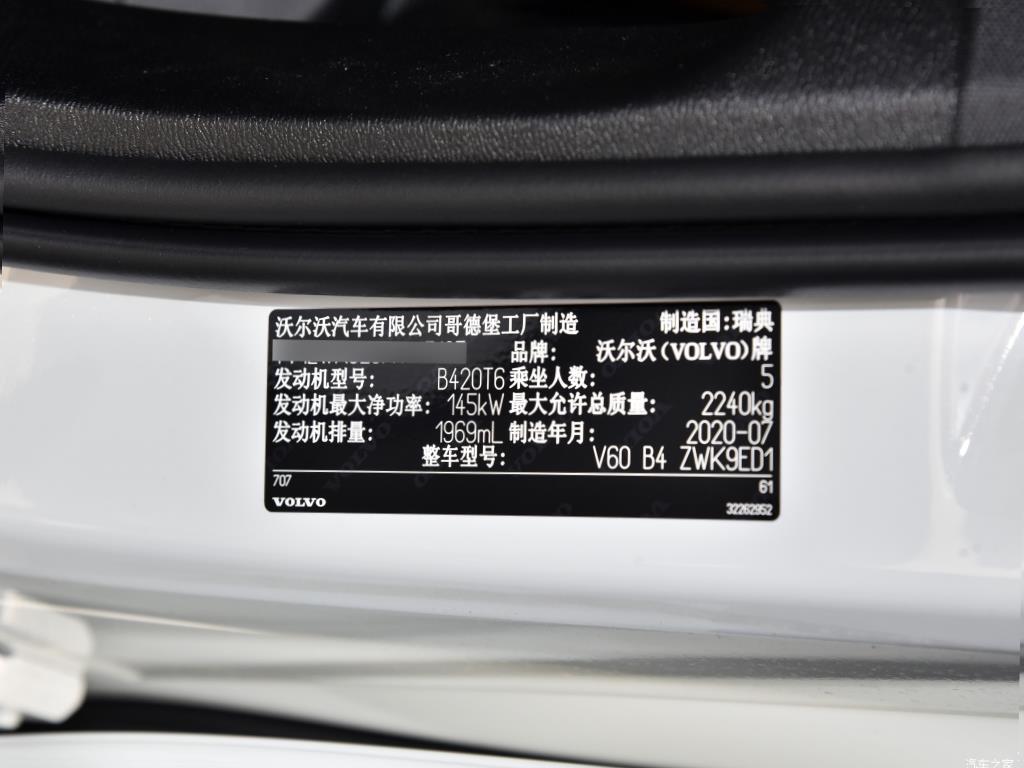 沃尔沃汽车有限公司哥德堡工厂制造 制造国:瑞典
品牌: 沃尔沃(VOLVO)牌
发动机型号: B420T6 乘坐人数: 5
发动机最大净功率: 145kW 最大允许总质量: 2240kg
发动机排量: 1969mL 制造年月: 2020-07
整车型号: V60 B4 ZWK9ED1
707 61
VOLVO 32262952
汽车之家